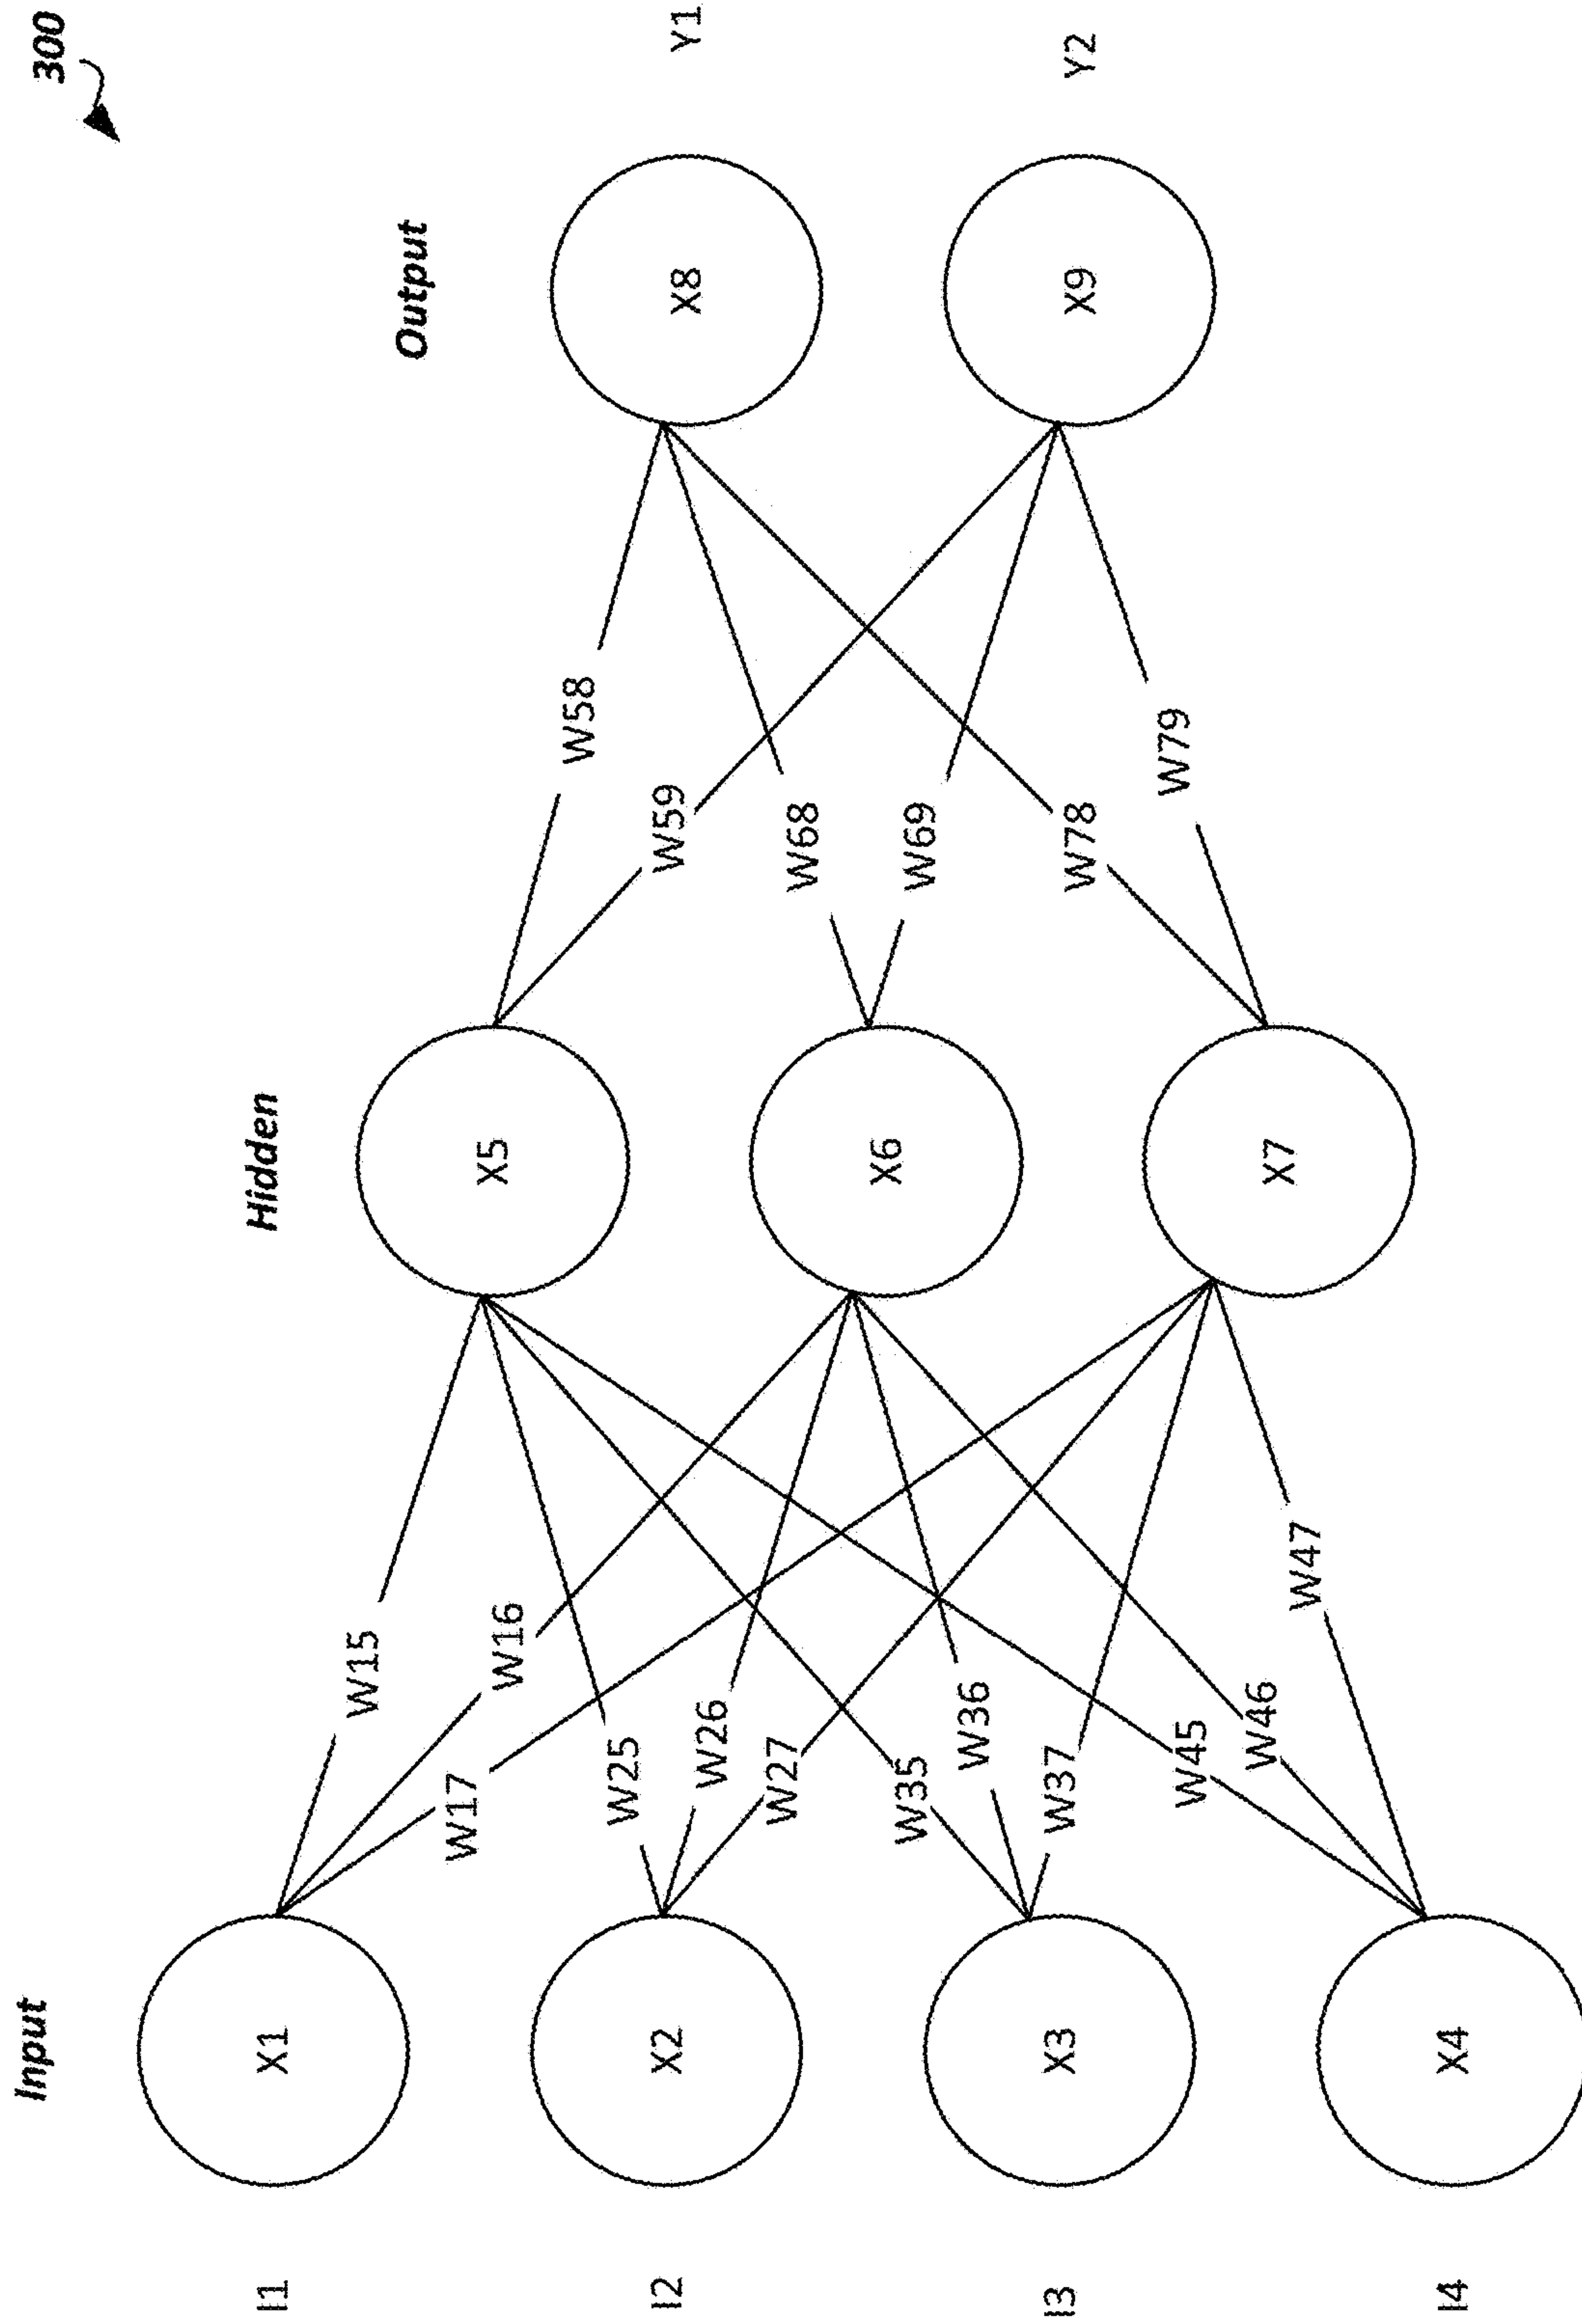 300
Input
Hidden
Output
I1
X1
W15
W16
W17
X5
W58
W59
X8
Y1
I2
X2
W25
W26
W27
X6
W68
W69
X9
Y2
I3
X3
W35
W36
W37
X7
W78
W79
I4
X4
W45
W46
W47